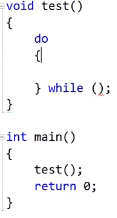 void test()
{
    do
    {

    } while ();
}

int main()
{
    test();
    return 0;
}